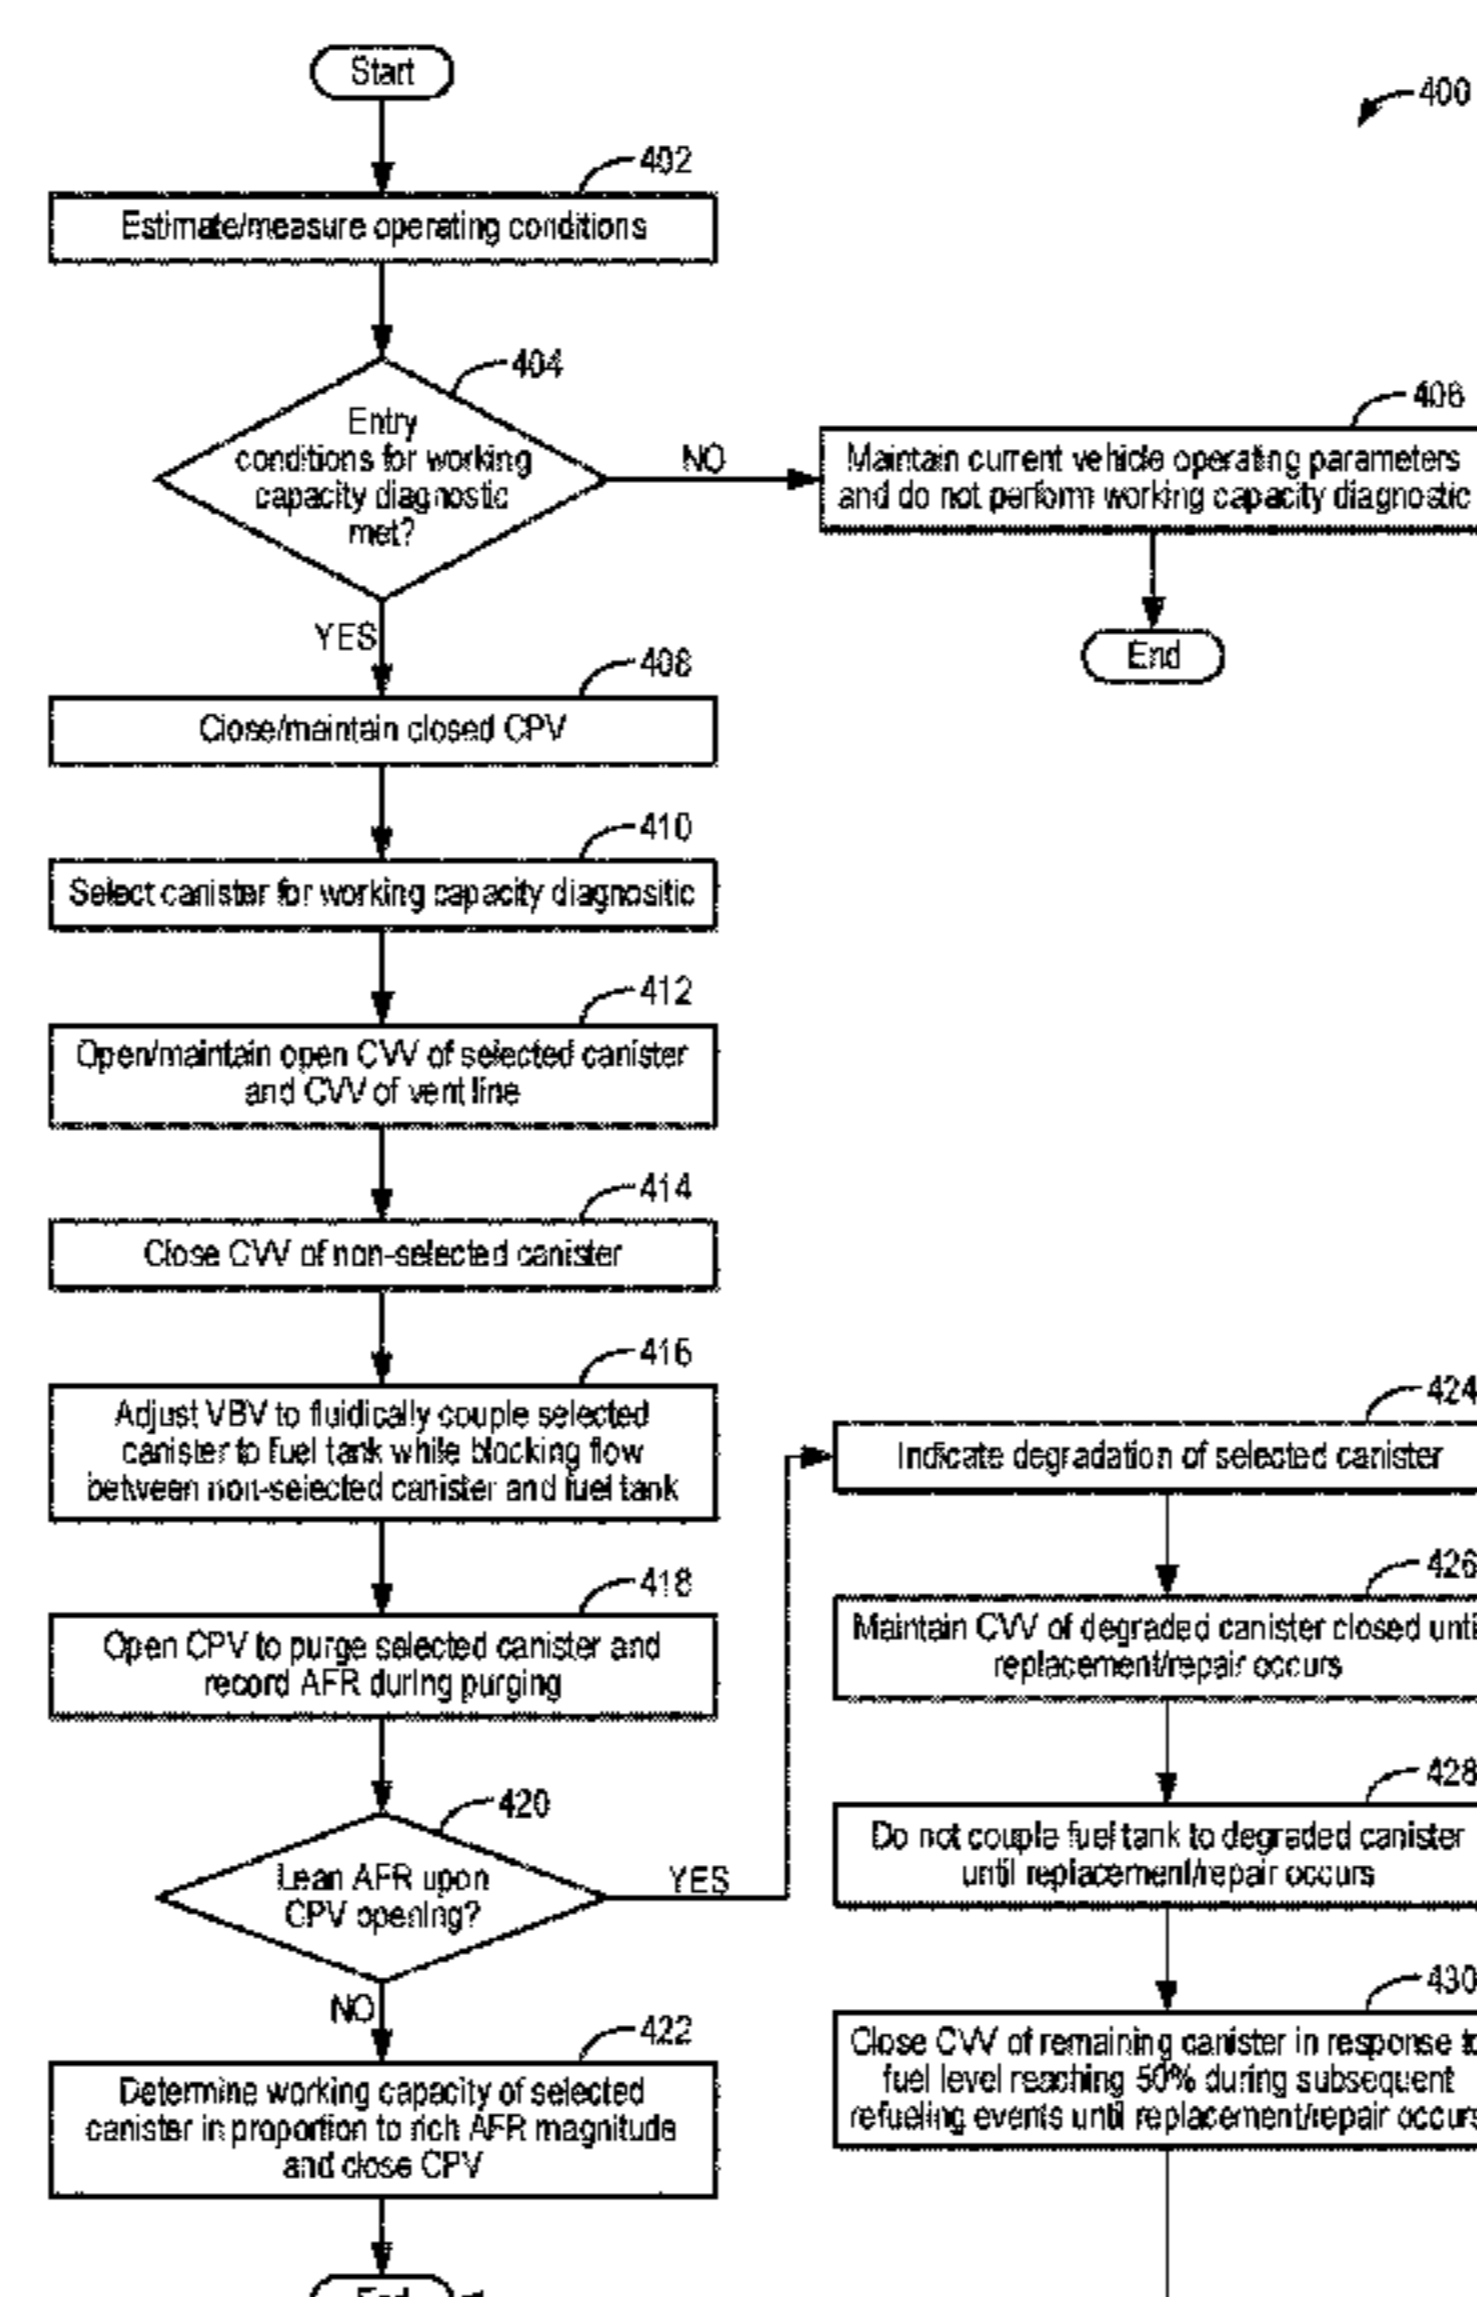 Start
400
402
Estimate/measure operating conditions
404
Entry
conditions for working
capacity diagnostic
met?
NO
406
Maintain current vehicle operating parameters
and do not perform working capacity diagnostic
End
YES
408
Close/maintain closed CPV
410
Select canister for working capacity diagnositic
412
Open/maintain open CVV of selected canister
and CVV of vent line
414
Close CVV of non-selected canister
416
Adjust VBV to fluidically couple selected
canister to fuel tank while blocking flow
between non-selected canister and fuel tank
418
Open CPV to purge selected canister and
record AFR during purging
420
Lean AFR upon
CPV opening?
YES
NO
422
Determine working capacity of selected
canister in proportion to rich AFR magnitude
and close CPV
End
424
Indicate degradation of selected canister
426
Maintain CVV of degraded canister closed until
replacement/repair occurs
428
Do not couple fuel tank to degraded canister
until replacement/repair occurs
430
Close CVV of remaining canister in response to
fuel level reaching 50% during subsequent
refueling events until replacement/repair occurs